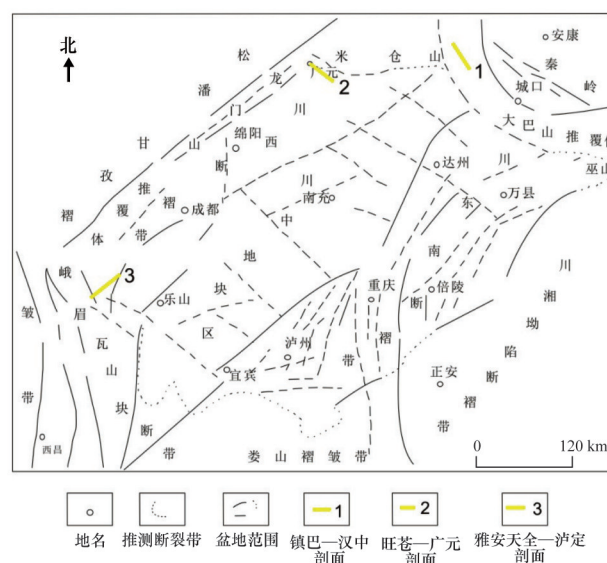 北
松
潘
甘
孜
褶
皱
带
米
仓
山
龙
门
山
断
褶
带
推
覆
体
广元
绵阳
成都
川
西
川
中
地
块
区
南充
达州
万县
川
东
南
断
褶
带
安康
秦
岭
城口
大
巴
山
推
覆
体
巫山
重庆
涪陵
正安
泸州
宜宾
乐山
峨
眉
瓦
山
块
断
带
西昌
川
湘
坳
陷
断
褶
带
娄山褶皱带
1
2
3
0 120 km
1
2
3
地名
推测断裂带
盆地范围
镇巴—汉中
剖面
旺苍—广元
剖面
雅安天全—泸定
剖面